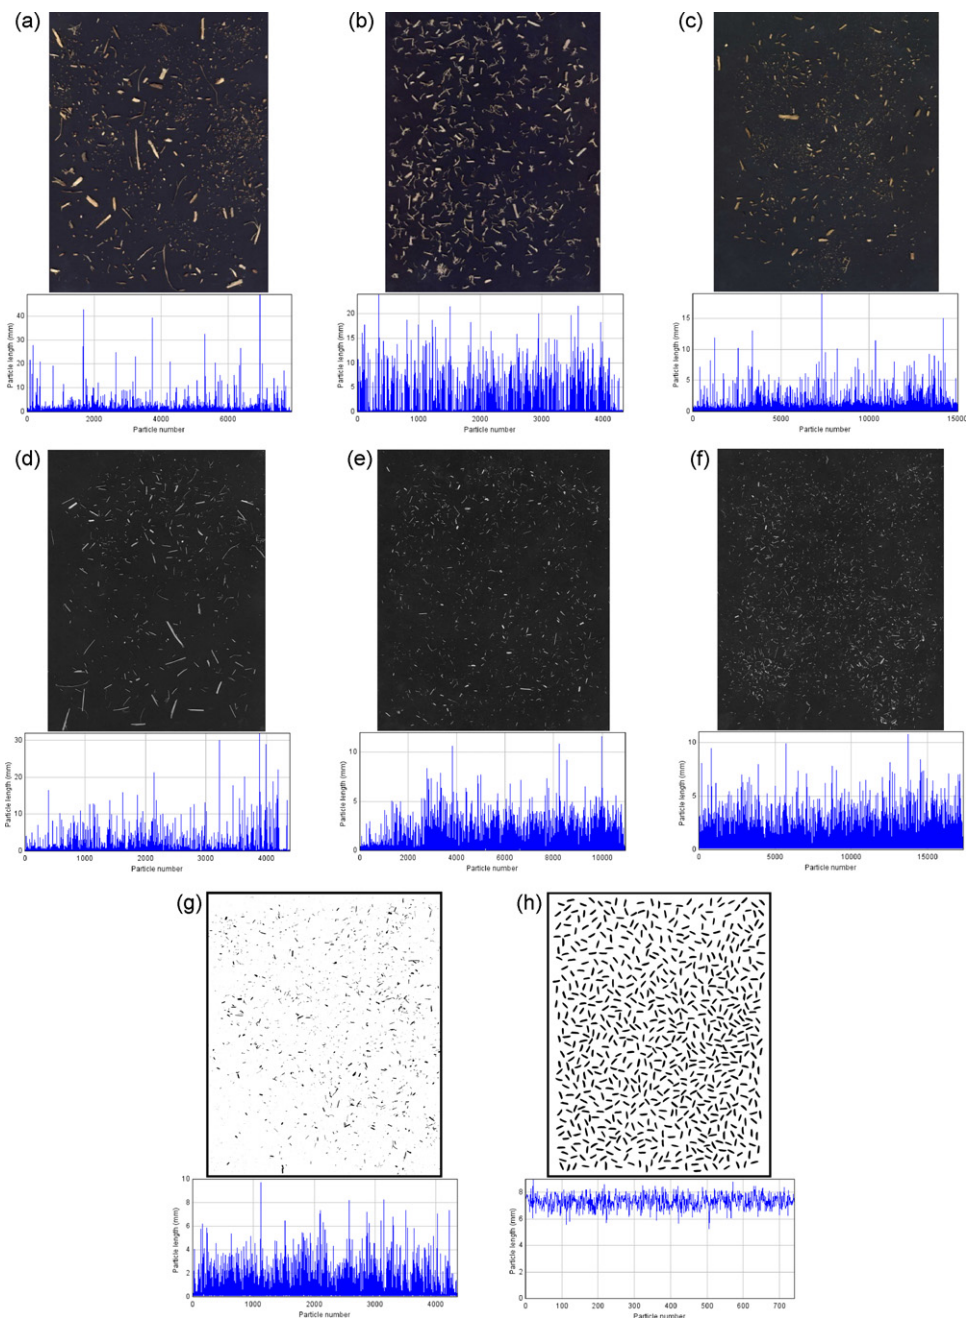 (a)
(b)
(c)
40
30
20
10
0
Particle length (mm)
0 2000 4000 6000
Particle number
20
15
10
5
0
Particle length (mm)
0 1000 2000 3000 4000
Particle number
15
10
5
0
Particle length (mm)
0 5000 10000 15000
Particle number
(d)
(e)
(f)
30
20
10
0
Particle length (mm)
0 1000 2000 3000 4000
Particle number
10
5
0
Particle length (mm)
0 2000 4000 6000 8000 10000
Particle number
10
5
0
Particle length (mm)
0 5000 10000 15000
Particle number
(g)
(h)
10
8
6
4
2
0
Particle length (mm)
0 1000 2000 3000 4000
Particle number
8
6
4
2
0
Particle length (mm)
0 100 200 300 400 500 600 700
Particle number